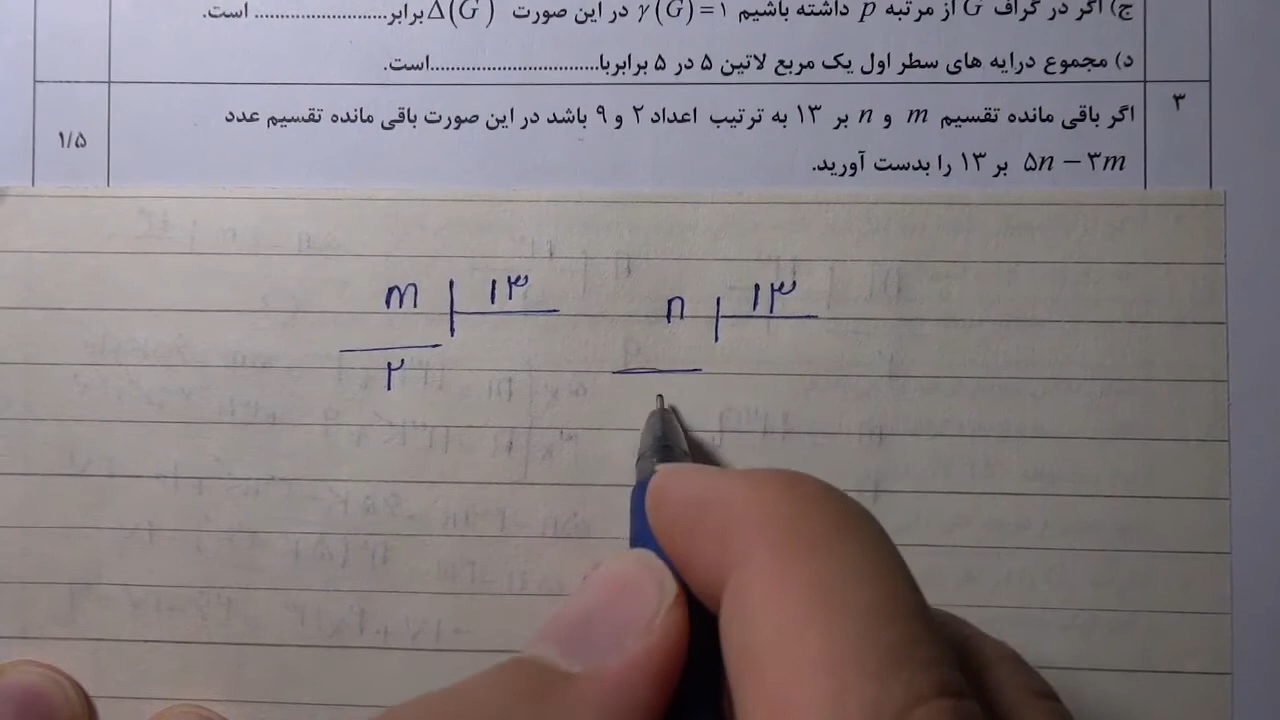 ج) اگر در گراف G از مرتبه p داشته باشیم γ(G)=۱ در این صورت Δ(G) برابر........................... است.
د) مجموع درایه های سطر اول یک مربع لاتین ۵ در ۵ برابربا...............................است.
۳
اگر باقی مانده تقسیم m و n بر ۱۳ به ترتیب اعداد ۲ و ۹ باشد در این صورت باقی مانده تقسیم عدد
۵n − ۳m بر ۱۳ را بدست آورید.
۱/۵
m ۱۳ n ۱۳
۲